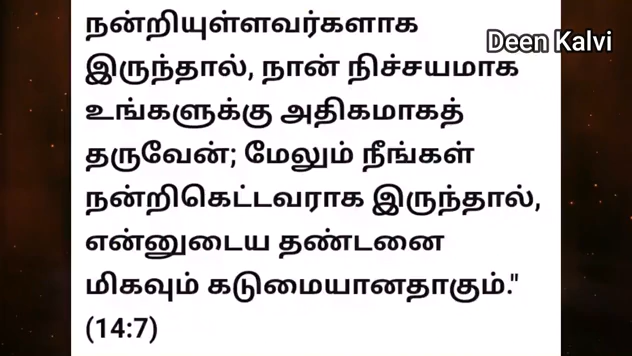 நன்றியுள்ளவர்களாக
Deen Kalvi
இருந்தால், நான் நிச்சயமாக
உங்களுக்கு அதிகமாகத்
தருவேன்; மேலும் நீங்கள்
நன்றிகெட்டவராக இருந்தால்,
என்னுடைய தண்டனை
மிகவும் கடுமையானதாகும்."
(14:7)